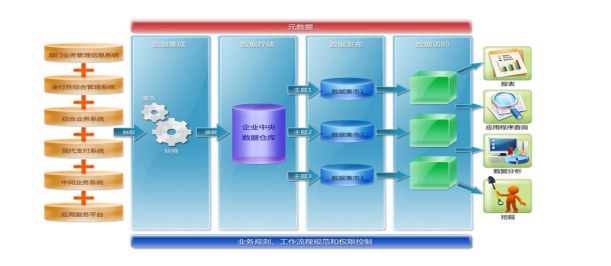 元数据
数据集成
数据存储
数据发布
数据访问
部门业务管理信息系统
全行性综合管理系统
综合业务系统
现代支付系统
中间业务系统
应用服务平台
抽取
清洗
转换
装载
企业中央
数据仓库
主题1
主题2
主题3
数据集市1
数据集市2
数据集市3
报表
应用程序查询
数据分析
挖掘
业务规则、工作流程规范和权限控制